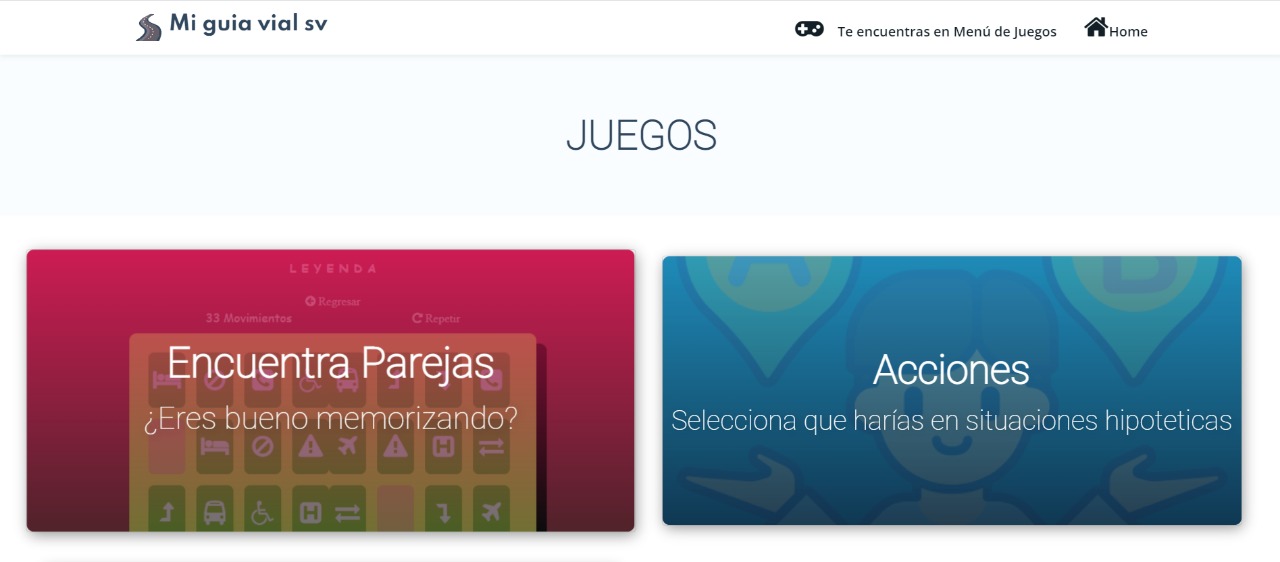 Mi guia vial sv
Te encuentras en Menú de Juegos
Home
JUEGOS
LEYENDA
Regresar
33 Movimientos
Repetir
Encuentra Parejas
¿Eres bueno memorizando?
A
B
Acciones
Selecciona que harías en situaciones hipoteticas